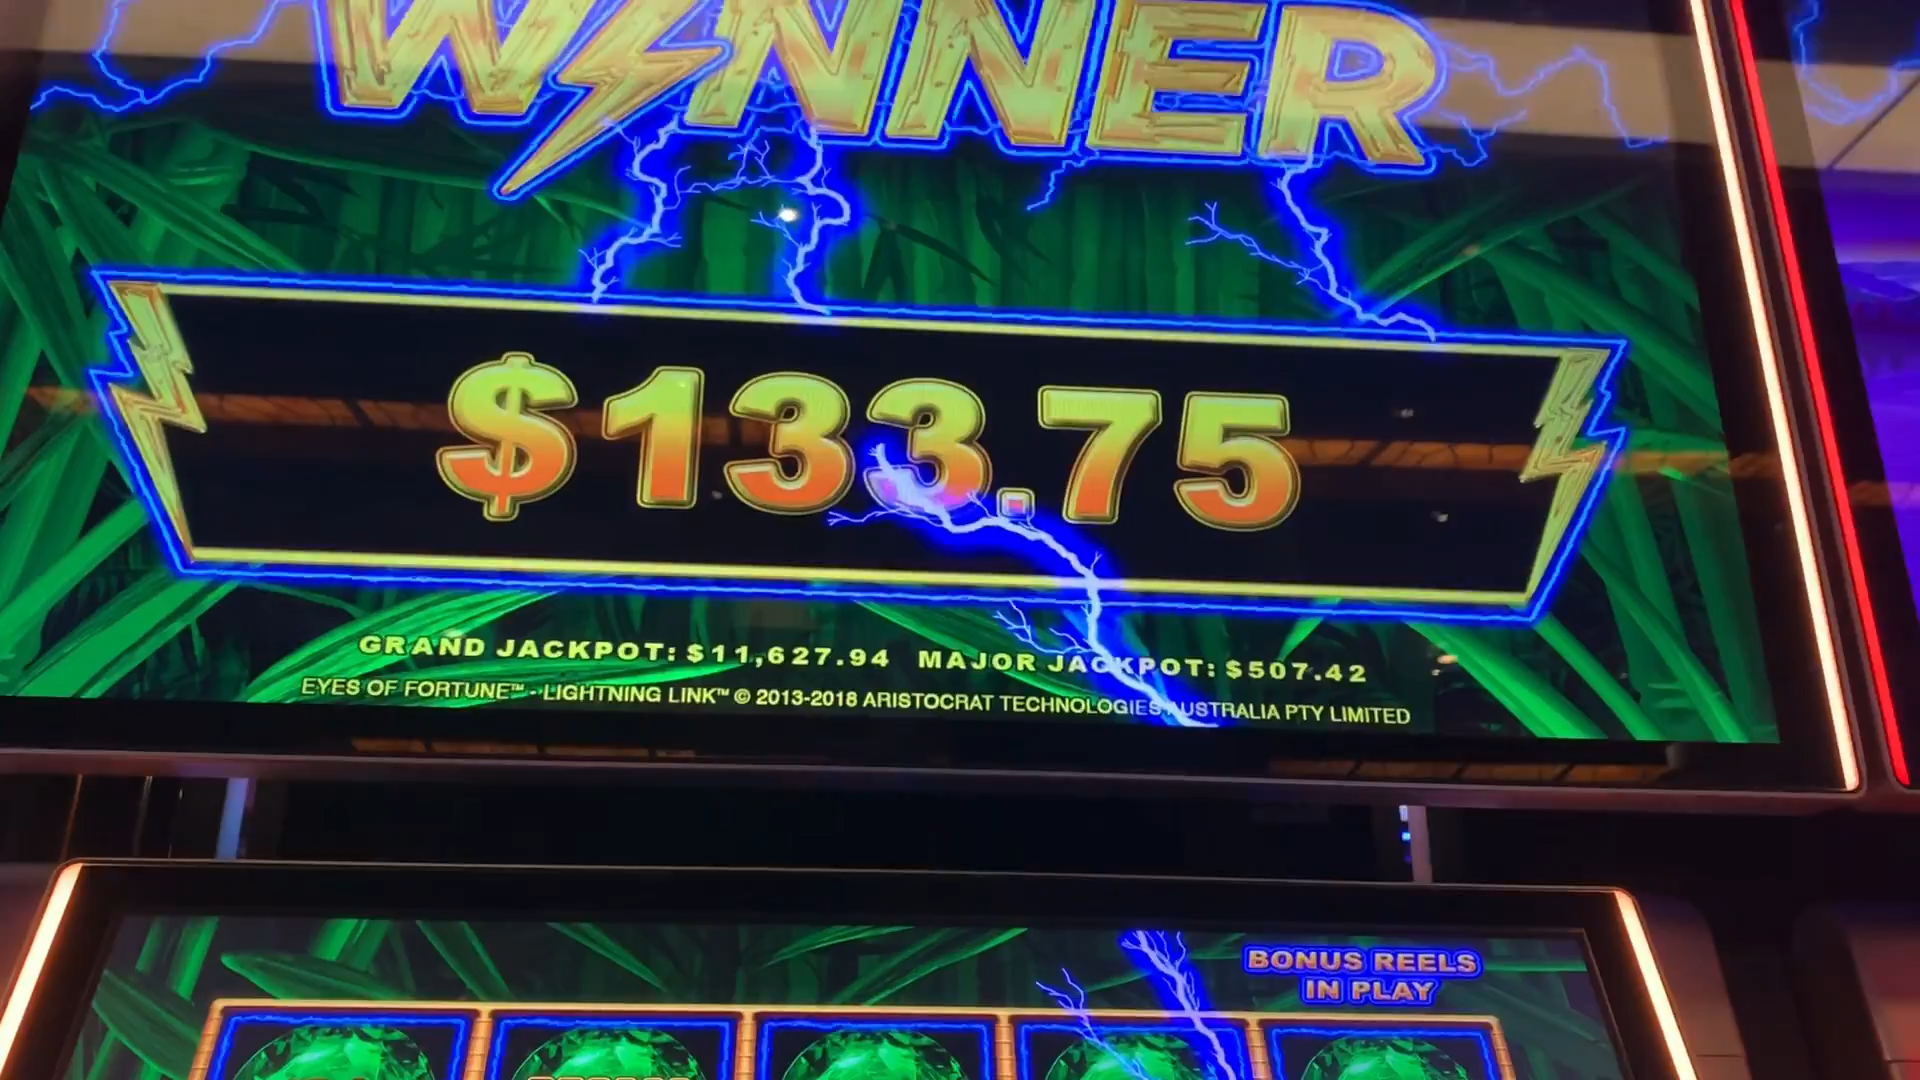 WINNER
$133.75
GRAND JACKPOT: $11,627.94 MAJOR JACKPOT: $507.42
EYES OF FORTUNE™ - LIGHTNING LINK™ © 2013-2018 ARISTOCRAT TECHNOLOGIES AUSTRALIA PTY LIMITED
BONUS REELS
IN PLAY